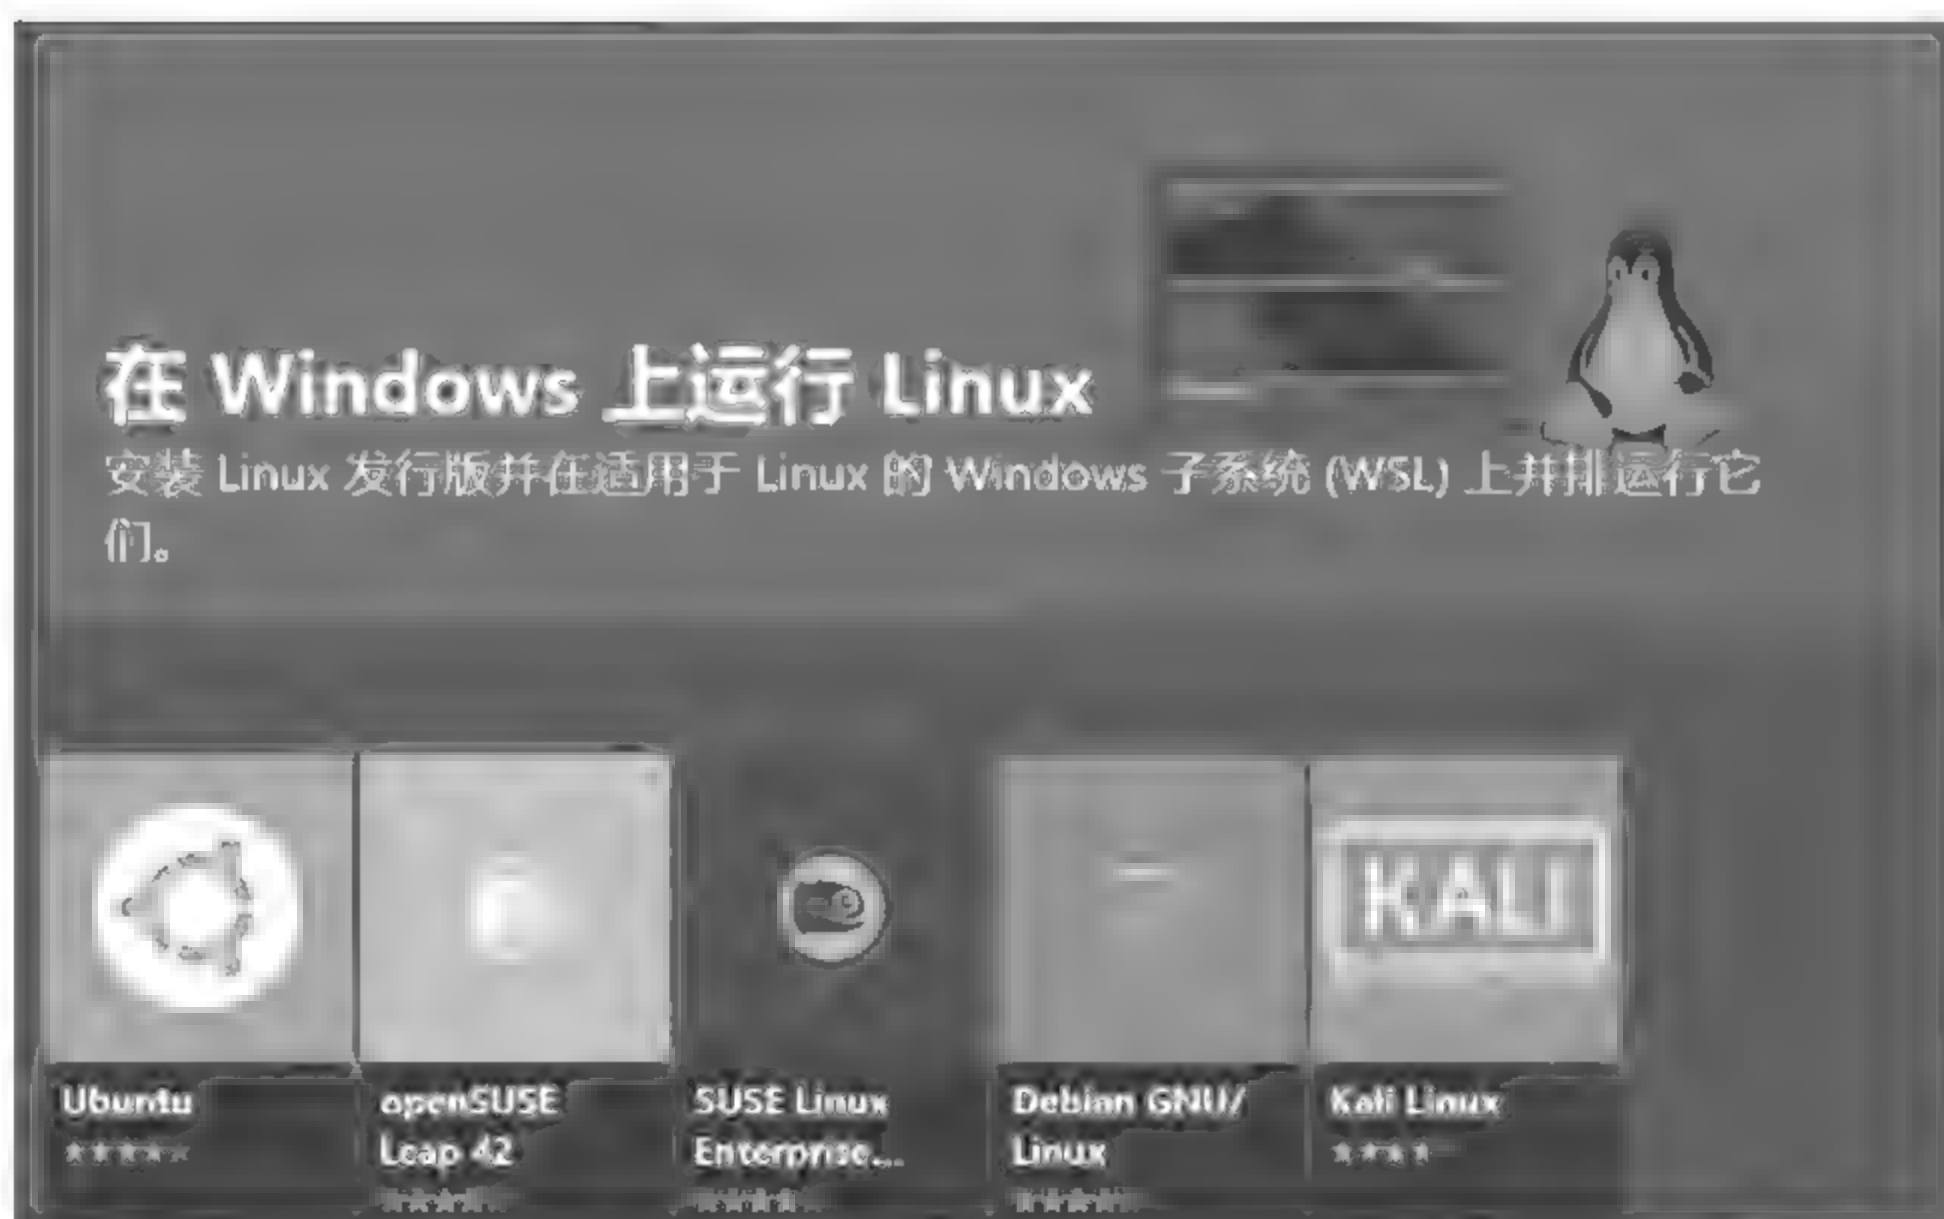 在 Windows 上运行 Linux
安装 Linux 发行版并在适用于 Linux 的 Windows 子系统 (WSL) 上并排运行它
们。
KALI
Ubuntu
openSUSE
Leap 42
SUSE Linux
Enterprise...
Debian GNU/
Linux
Kali Linux